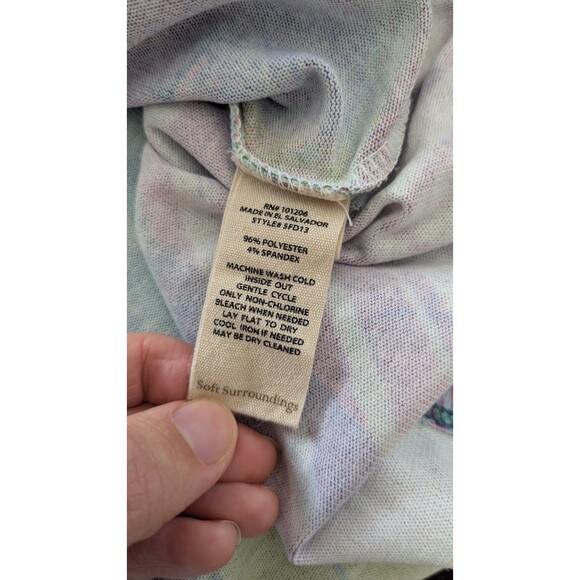 RN# 101206
MADE IN EL SALVADOR
STYLE# SFD13
96% POLYESTER
4% SPANDEX
MACHINE WASH COLD
INSIDE OUT
GENTLE CYCLE
ONLY NON-CHLORINE
BLEACH WHEN NEEDED
LAY FLAT TO DRY
COOL IRON IF NEEDED
MAY BE DRY CLEANED
Soft Surroundings